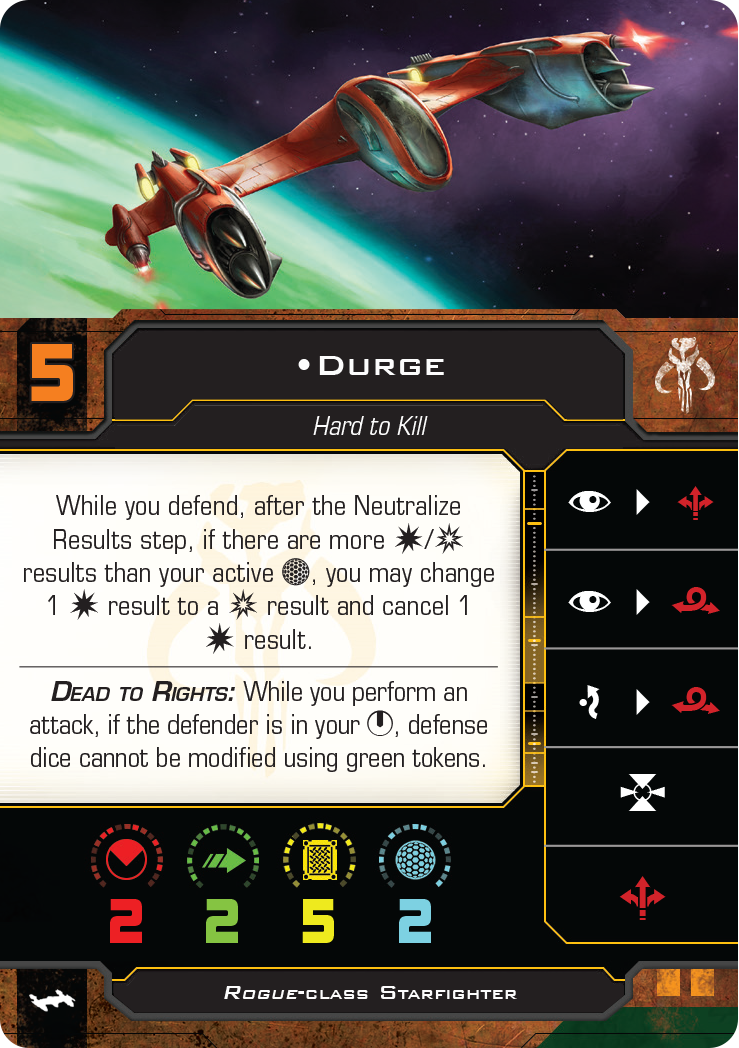 5
•Durge
Hard to Kill
While you defend, after the Neutralize
Results step, if there are more /
results than your active , you may change
1 result to a result and cancel 1
result.
Dead to Rights: While you perform an
attack, if the defender is in your , defense
dice cannot be modified using green tokens.
2 2 5 2
Rogue-class Starfighter